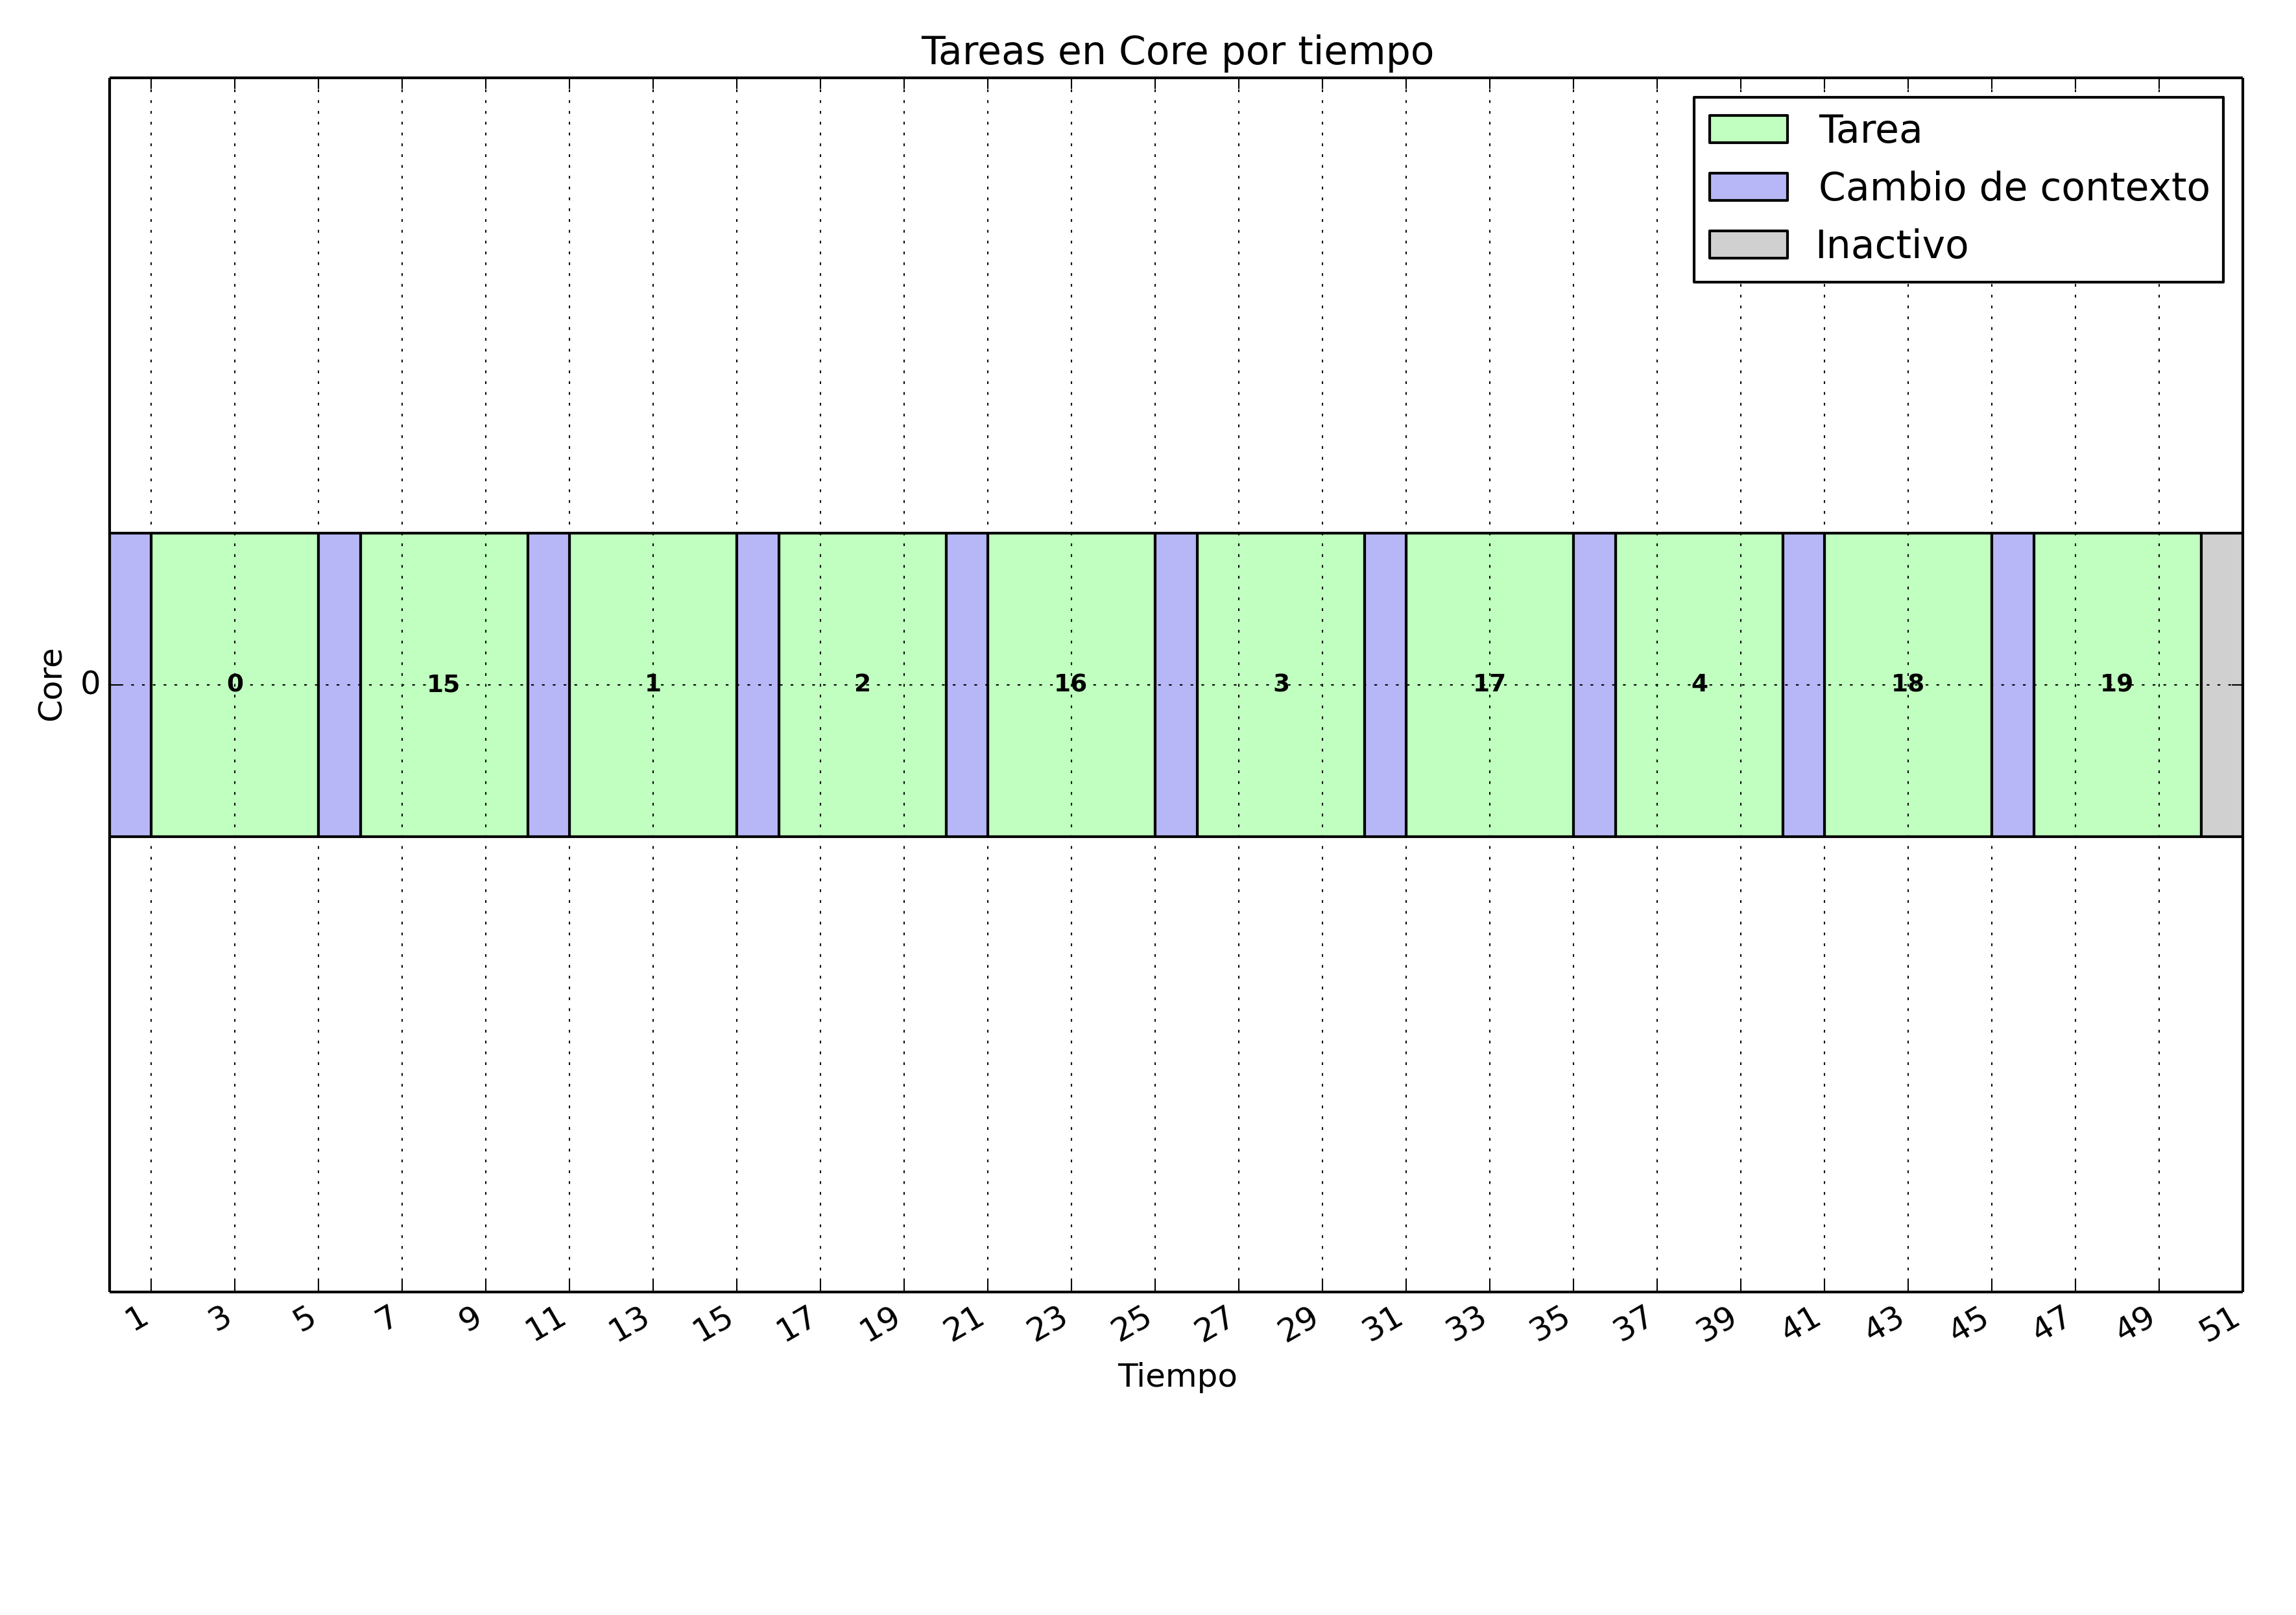 Tareas en Core por tiempo
Tarea
Cambio de contexto
Inactivo
Core
0
0 15 1 2 16 3 17 4 18 19
1 3 5 7 9 11 13 15 17 19 21 23 25 27 29 31 33 35 37 39 41 43 45 47 49 51
Tiempo